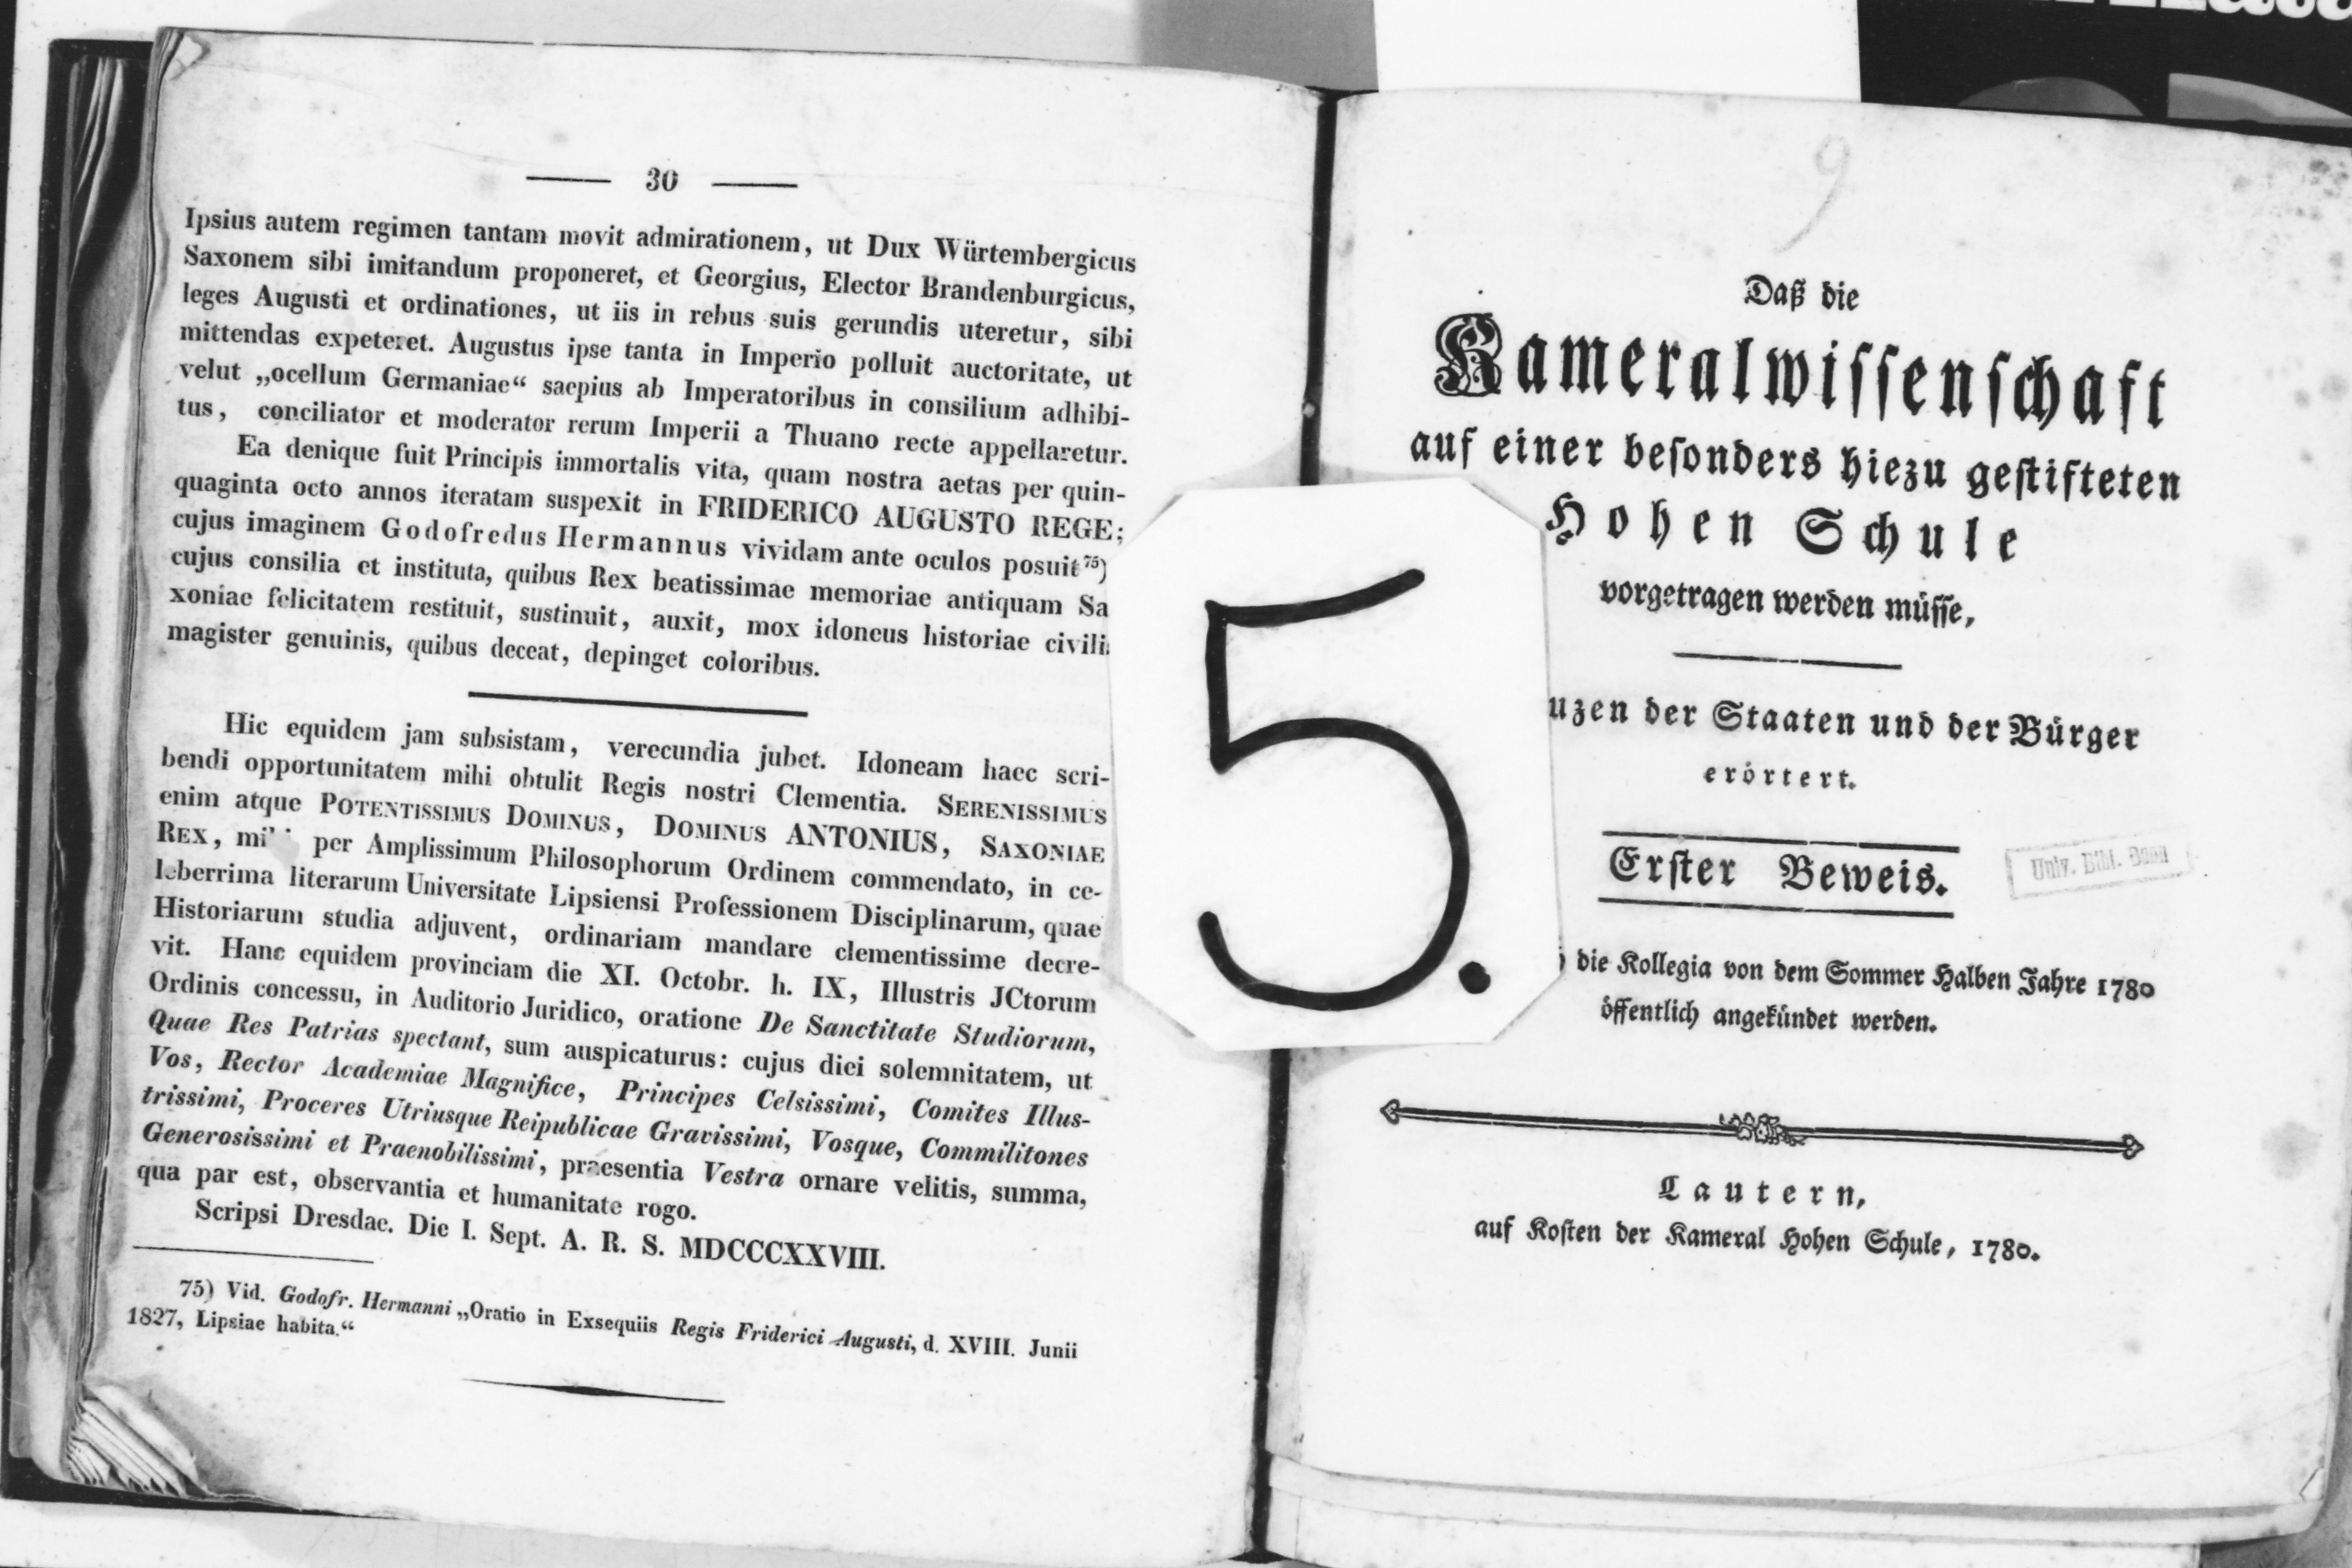 30
Ipsius autem regimen tantam movit admirationem, ut Dux Würtembergicus
Saxonem sibi imitandum proponeret, et Georgius, Elector Brandenburgicus,
leges Augusti et ordinationes, ut iis in rebus suis gerundis uteretur, sibi
mittendas expeteret. Augustus ipse tanta in Imperio polluit auctoritate, ut
velut „ocellum Germaniae“ saepius ab Imperatoribus in consilium adhibi-
tus, conciliator et moderator rerum Imperii a Thuano recte appellaretur.
Ea denique fuit Principis immortalis vita, quam nostra aetas per quin-
quaginta octo annos iteratam suspexit in FRIDERICO AUGUSTO REGE;
cujus imaginem Godofredus Hermannus vividam ante oculos posuit⁷⁵)
cujus consilia et instituta, quibus Rex beatissimae memoriae antiquam Sa
xoniae felicitatem restituit, sustinuit, auxit, mox idoneus historiae civili
magister genuinis, quibus deceat, depinget coloribus.
Hic equidem jam subsistam, verecundia jubet. Idoneam haec scri-
bendi opportunitatem mihi obtulit Regis nostri Clementia. SERENISSIMUS
enim atque POTENTISSIMUS DOMINUS, DOMINUS ANTONIUS, SAXONIAE
REX, per Amplissimum Philosophorum Ordinem commendato, in ce-
leberrima literarum Universitate Lipsiensi Professionem Disciplinarum, quae
Historiarum studia adjuvent, ordinariam mandare clementissime decre-
vit. Hanc equidem provinciam die XI. Octobr. h. IX, Illustris JCtorum
Ordinis concessu, in Auditorio Juridico, oratione De Sanctitate Studiorum,
Quae Res Patrias spectant, sum auspicaturus: cujus diei solemnitatem, ut
Vos, Rector Academiae Magnifice, Principes Celsissimi, Comites Illus-
trissimi, Proceres Utriusque Reipublicae Gravissimi, Vosque, Commilitones
Generosissimi et Praenobilissimi, praesentia Vestra ornare velitis, summa,
qua par est, observantia et humanitate rogo.
Scripsi Dresdae. Die I. Sept. A. R. S. MDCCCXXVIII.
75) Vid. Godofr. Hermanni „Oratio in Exsequiis Regis Friderici Augusti, d. XVIII. Junii
1827, Lipsiae habita.“
5.
9
Daß die
Kameralwissenschaft
auf einer besonders hiezu gestifteten
Hohen Schule
vorgetragen werden müsse,
uzen der Staaten und der Bürger
erörtert.
Erster Beweis.
Univ. Bibl. Bonn
die Kollegia von dem Sommer Halben Jahre 1780
öffentlich angekündet werden.
Lautern,
auf Kosten der Kameral Hohen Schule, 1780.